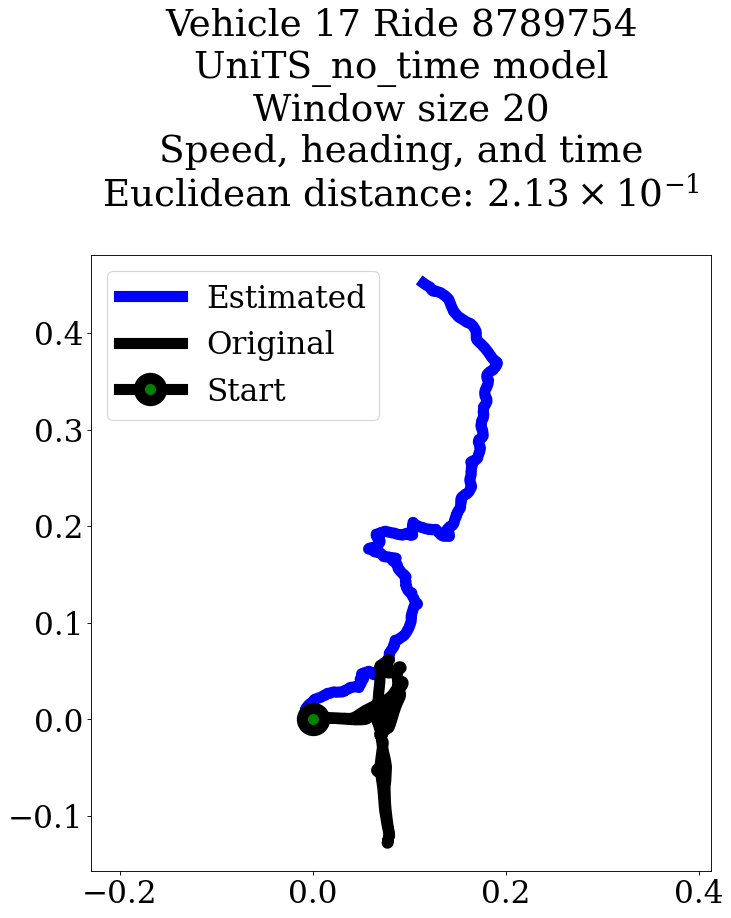 Vehicle 17 Ride 8789754
UniTS_no_time model
Window size 20
Speed, heading, and time
Euclidean distance: 2.13 × 10⁻¹
Estimated
Original
Start
0.4
0.3
0.2
0.1
0.0
−0.1
−0.2 0.0 0.2 0.4